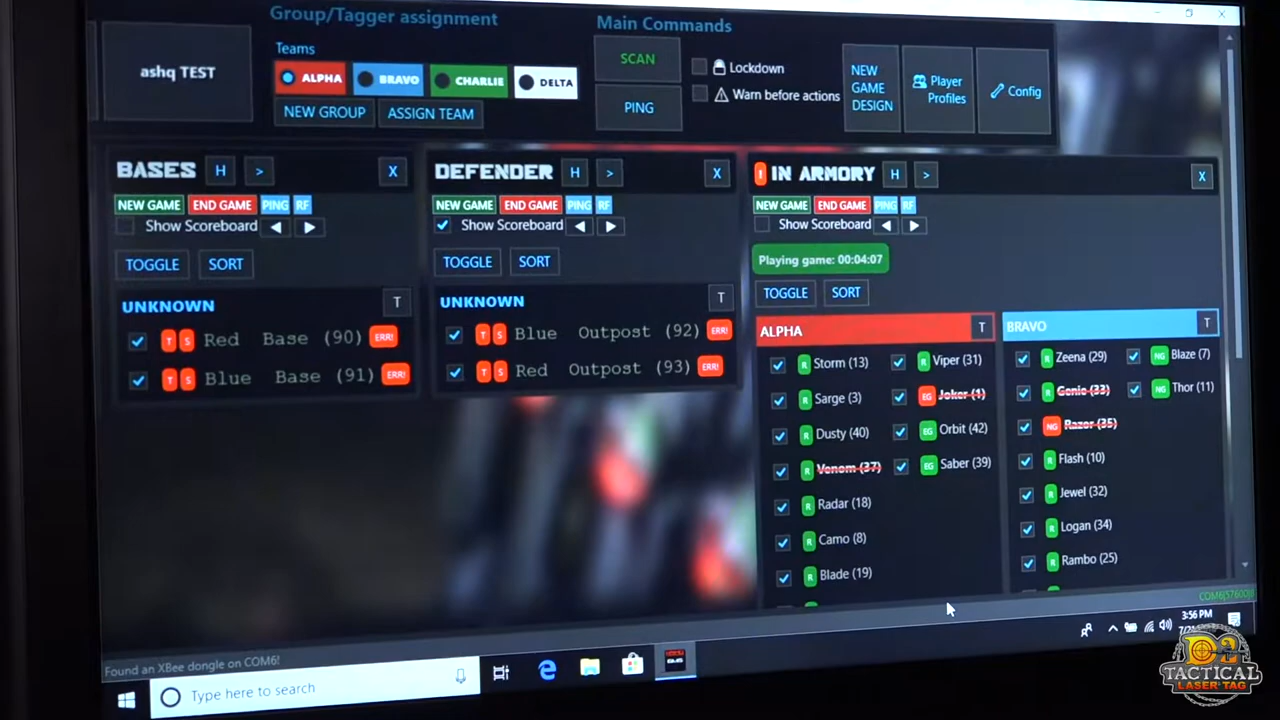 Group/Tagger assignment
Main Commands
ashq TEST
Teams
ALPHA BRAVO CHARLIE DELTA
NEW GROUP ASSIGN TEAM
SCAN
PING
Lockdown
Warn before actions
NEW GAME DESIGN
Player Profiles
Config
BASES H > X
NEW GAME END GAME PING RF
Show Scoreboard
TOGGLE SORT
UNKNOWN T
T S Red Base (90) ERR!
T S Blue Base (91) ERR!
DEFENDER H > X
NEW GAME END GAME PING RF
Show Scoreboard
TOGGLE SORT
UNKNOWN T
T S Blue Outpost (92) ERR!
T S Red Outpost (93) ERR!
! IN ARMORY H > X
NEW GAME END GAME PING RF
Show Scoreboard
Playing game: 00:04:07
TOGGLE SORT
ALPHA T
R Storm (13) R Viper (31)
R Sarge (3) EG Joker (1)
R Dusty (40) EG Orbit (42)
R Venom (37) EG Saber (39)
R Radar (18)
R Camo (8)
R Blade (19)
BRAVO T
R Zeena (29) NG Blaze (7)
R Genie (33) NG Thor (11)
NG Razor (35)
R Flash (10)
R Jewel (32)
R Logan (34)
R Rambo (25)
Found an XBee dongle on COM6!
Type here to search
3:56 PM
D2
TACTICAL
LASER TAG